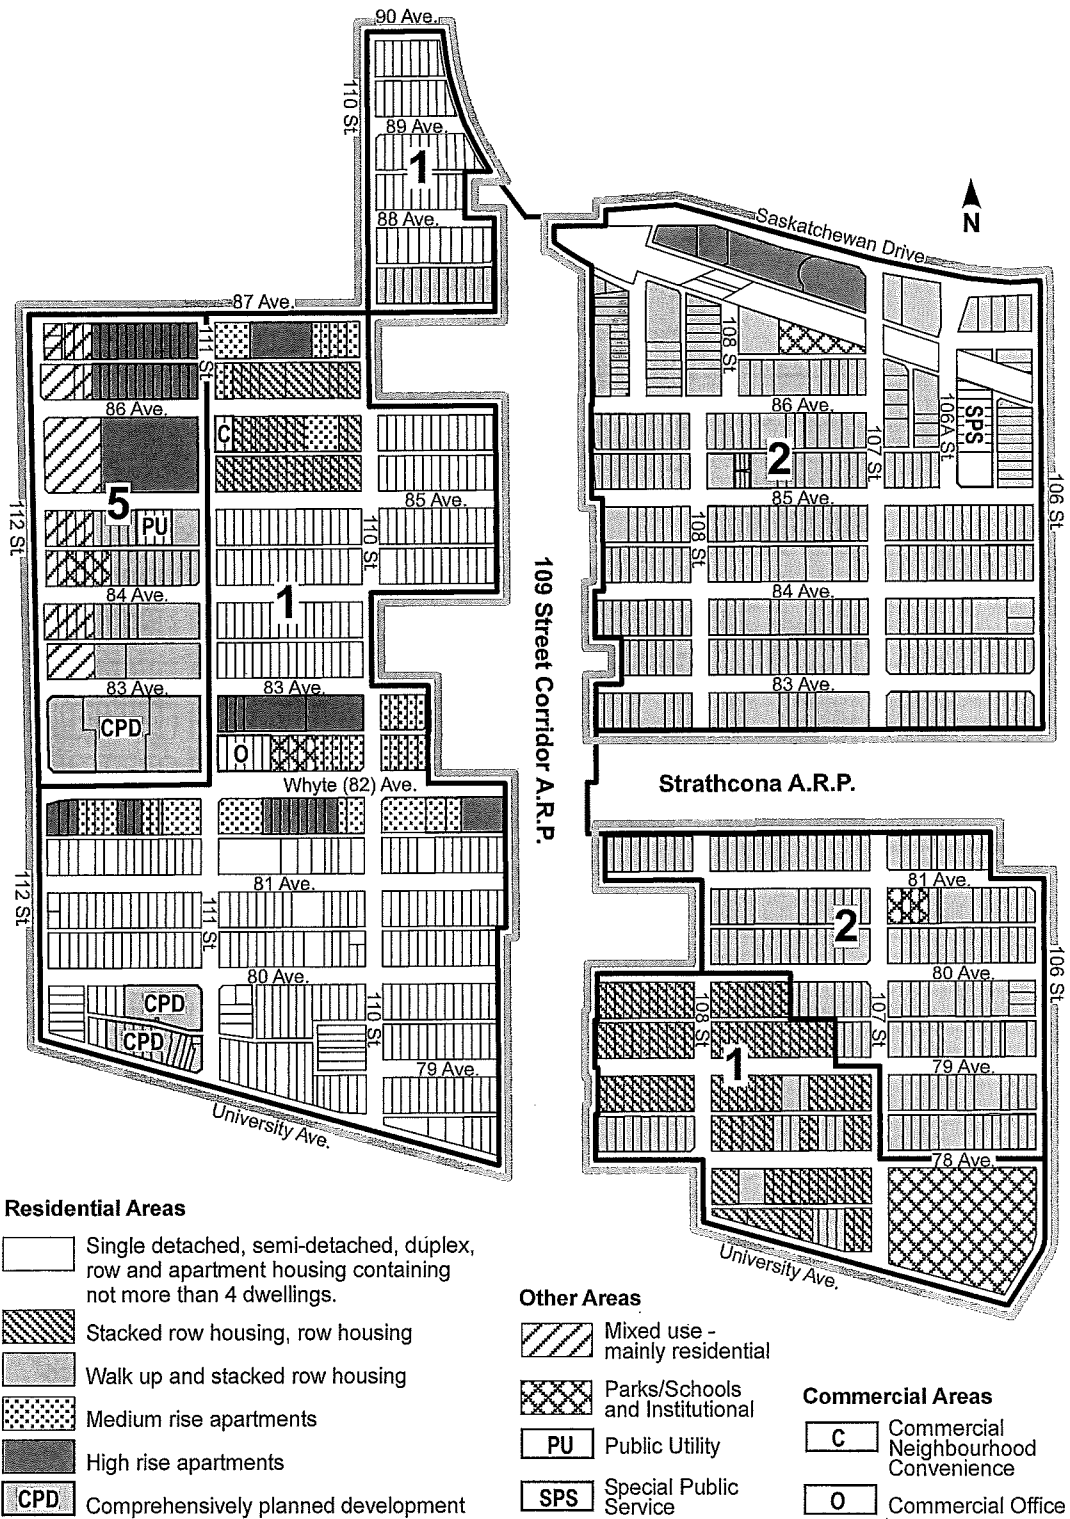 90 Ave.
110 St.
89 Ave.
1
88 Ave.
N
Saskatchewan Drive
87 Ave.
111 St.
108 St.
86 Ave.
86 Ave.
C
107 St.
106A St.
SPS
2
85 Ave.
85 Ave.
112 St.
5
PU
110 St.
108 St.
106 St.
84 Ave.
84 Ave.
1
109 Street Corridor A.R.P.
83 Ave.
83 Ave.
83 Ave.
CPD
O
Whyte (82) Ave.
Strathcona A.R.P.
112 St.
81 Ave.
81 Ave.
111 St.
2
106 St.
80 Ave.
80 Ave.
CPD
CPD
110 St.
108 St.
107 St.
1
79 Ave.
79 Ave.
University Ave.
78 Ave.
University Ave.
Residential Areas
Single detached, semi-detached, duplex,
row and apartment housing containing
not more than 4 dwellings.
Stacked row housing, row housing
Walk up and stacked row housing
Medium rise apartments
High rise apartments
CPD
Comprehensively planned development
Other Areas
Mixed use -
mainly residential
Parks/Schools
and Institutional
PU
Public Utility
SPS
Special Public
Service
Commercial Areas
C
Commercial
Neighbourhood
Convenience
O
Commercial Office